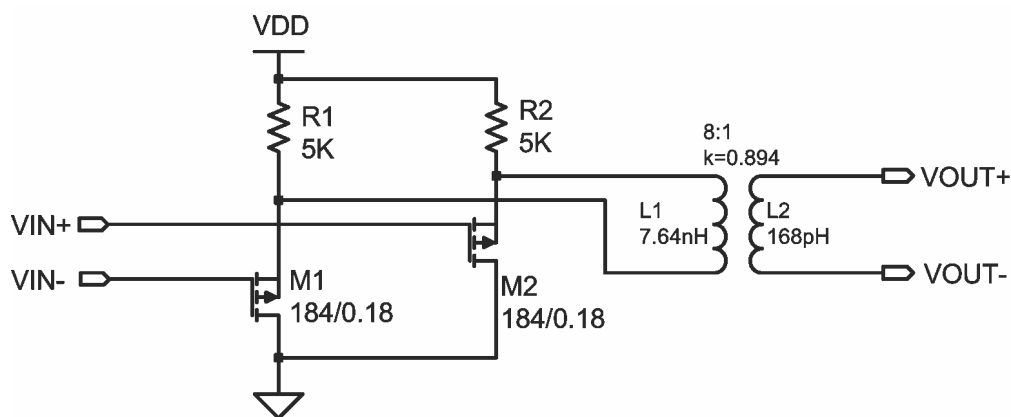 VDD
R1
5K
R2
5K
8:1
k=0.894
VOUT+
VIN+
L1
7.64nH
L2
168pH
VIN-
M1
184/0.18
M2
184/0.18
VOUT-